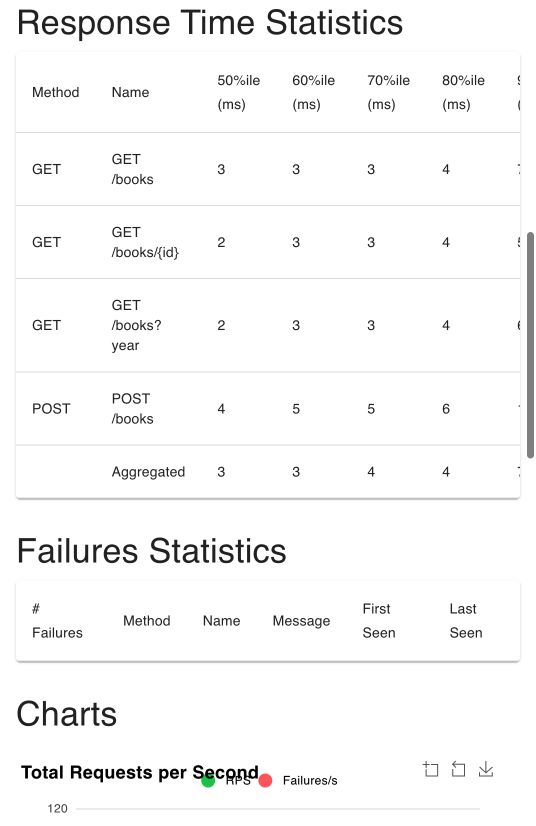 Response Time Statistics
Method Name 50%ile (ms) 60%ile (ms) 70%ile (ms) 80%ile (ms)
GET GET /books 3 3 3 4
GET GET /books/{id} 2 3 3 4
GET GET /books?year 2 3 3 4
POST POST /books 4 5 5 6
Aggregated 3 3 4 4
Failures Statistics
# Failures Method Name Message First Seen Last Seen
Charts
Total Requests per Second
RPS Failures/s
120